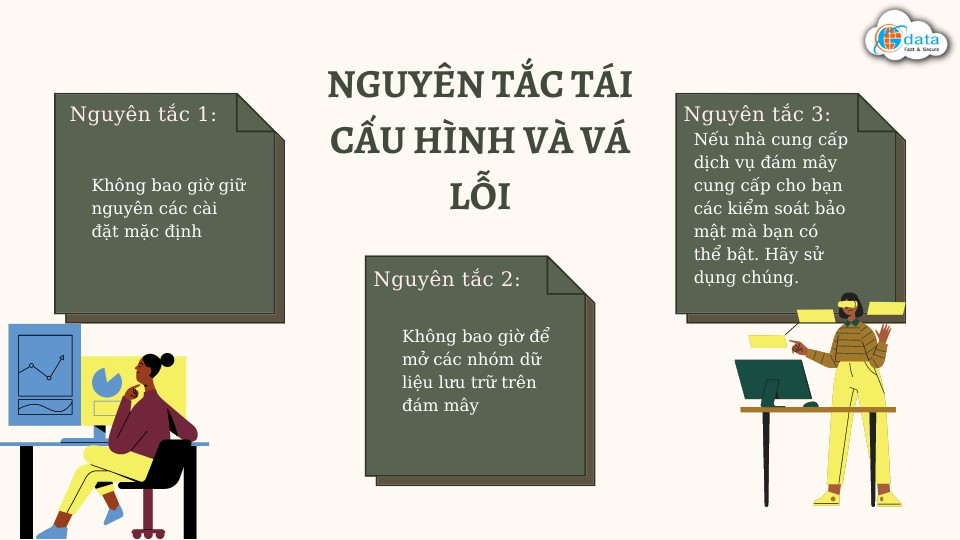 data
Fast & Secure
NGUYÊN TẮC TÁI
CẤU HÌNH VÀ VÁ
LỖI
Nguyên tắc 1:
Không bao giờ giữ
nguyên các cài
đặt mặc định
Nguyên tắc 2:
Không bao giờ để
mở các nhóm dữ
liệu lưu trữ trên
đám mây
Nguyên tắc 3:
Nếu nhà cung cấp
dịch vụ đám mây
cung cấp cho bạn
các kiểm soát bảo
mật mà bạn có
thể bật. Hãy sử
dụng chúng.